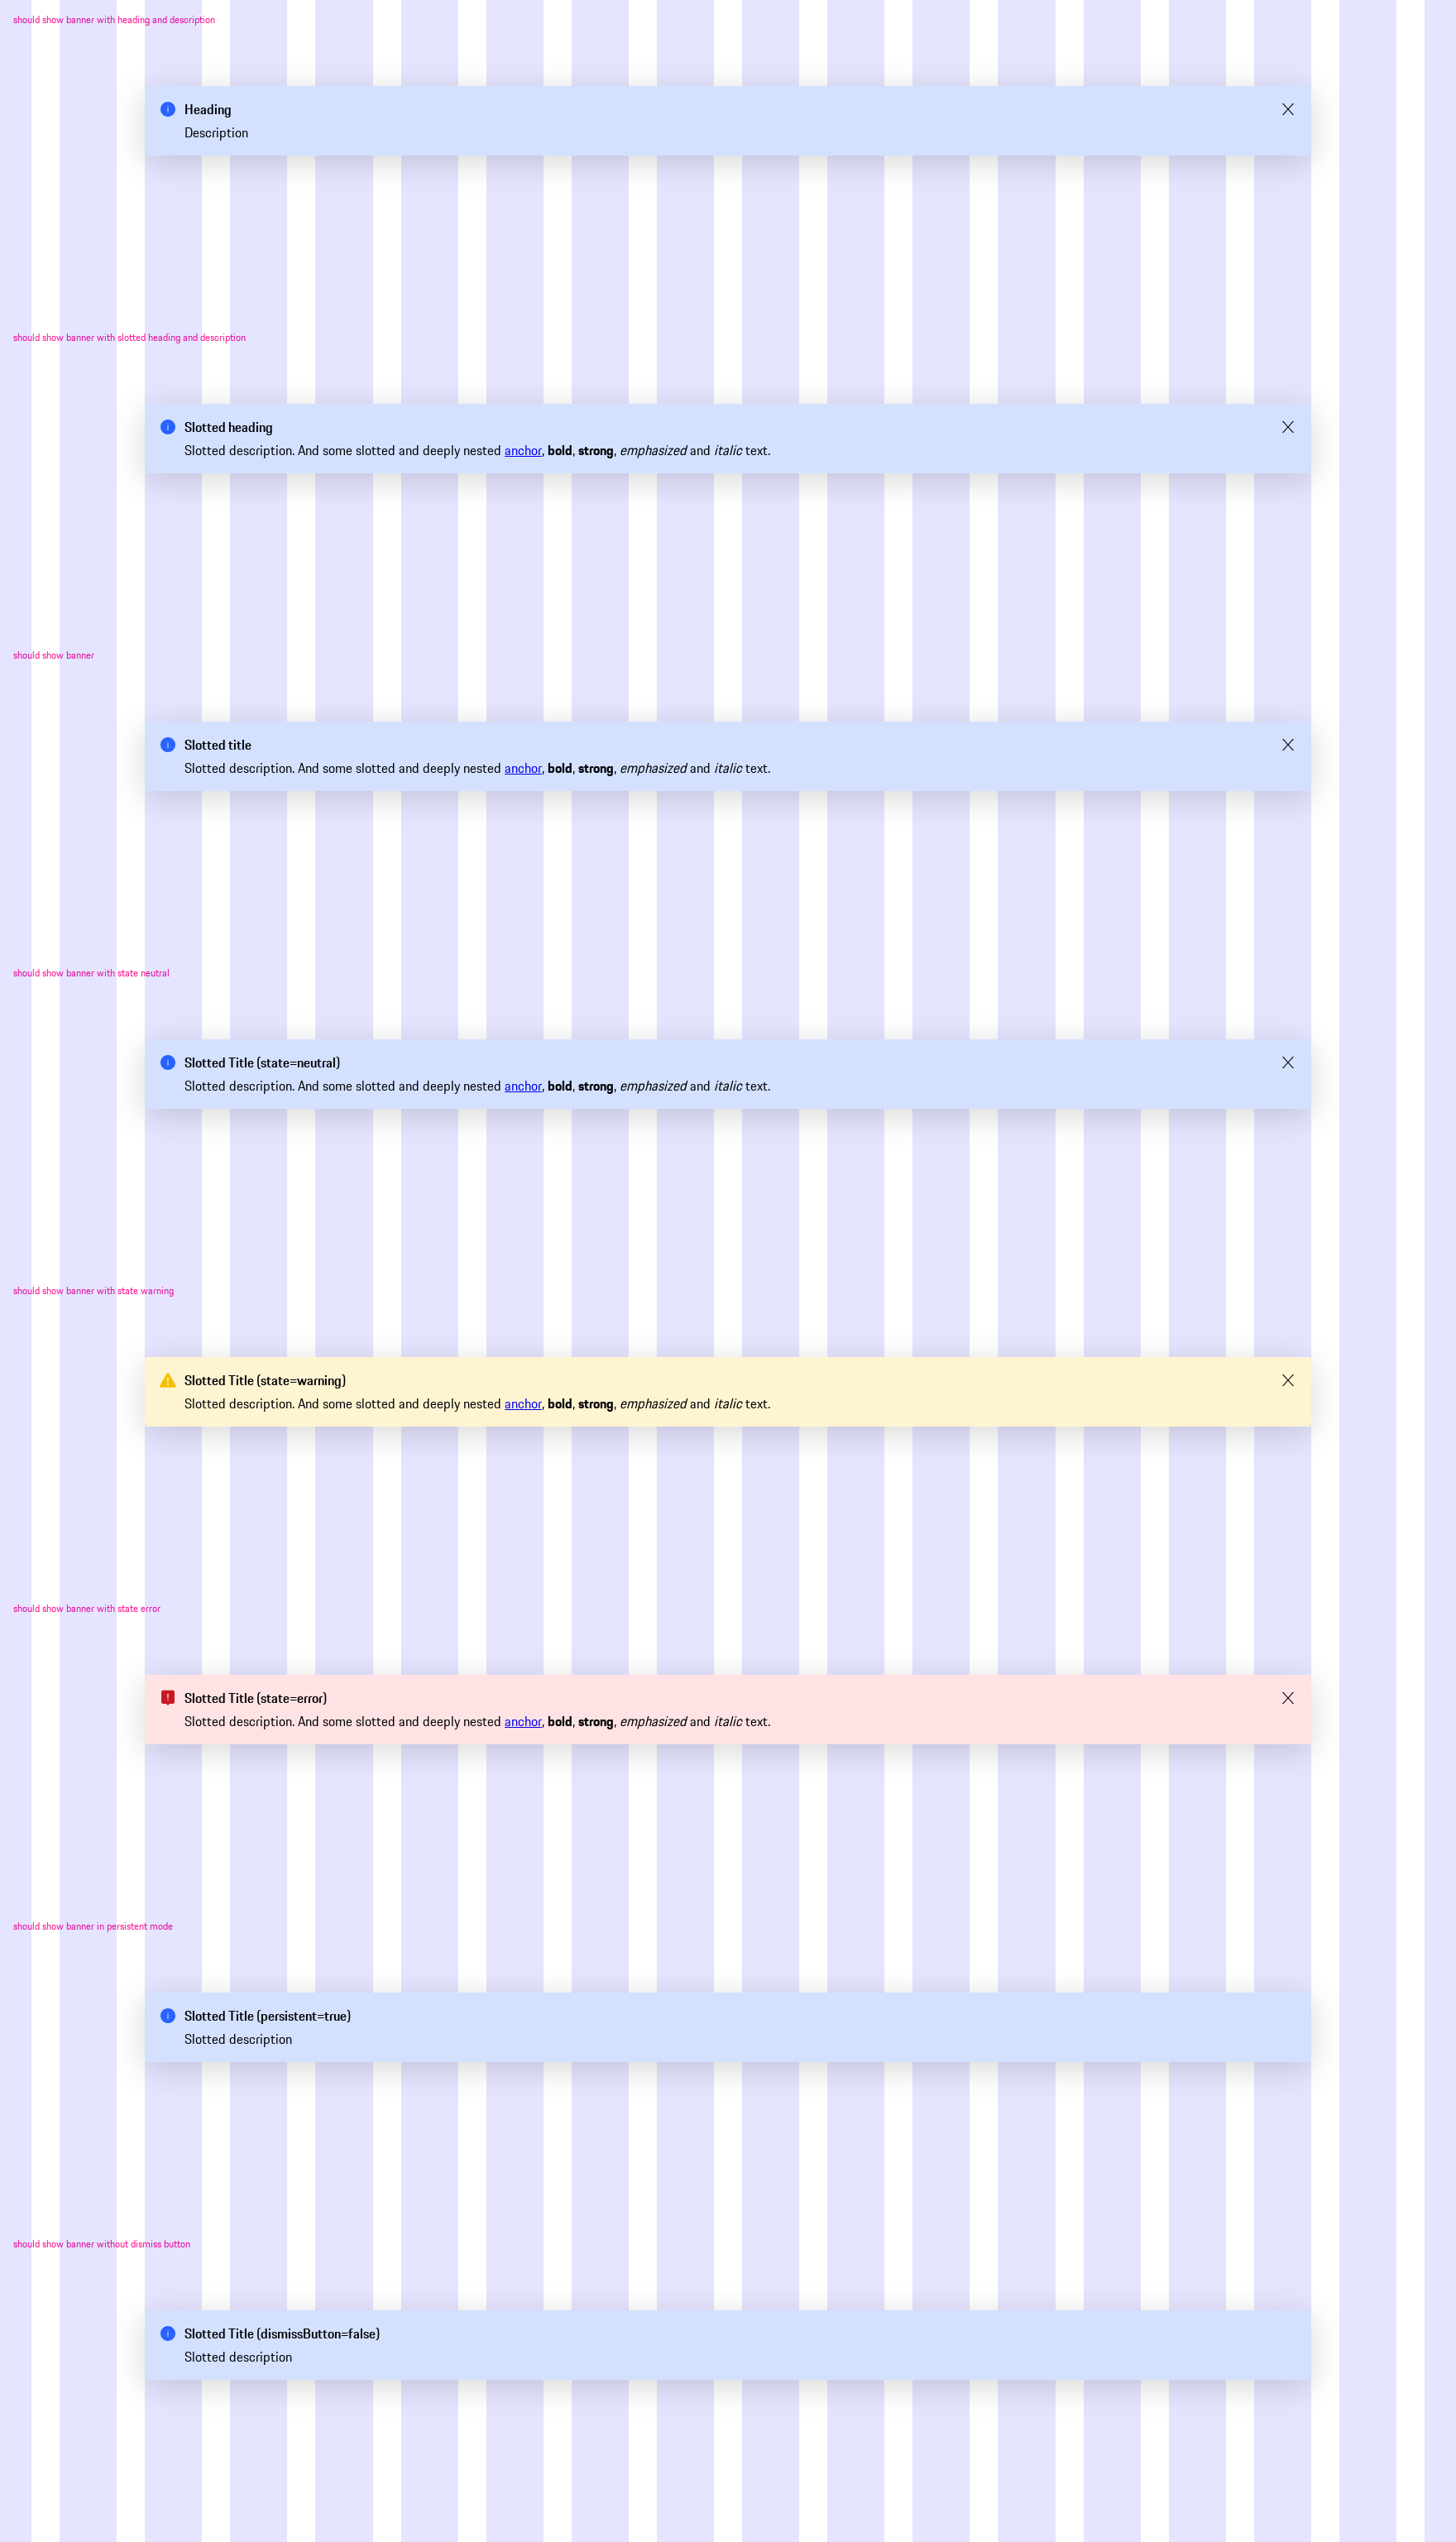 should show banner with heading and description
Heading
Description
should show banner with slotted heading and description
Slotted heading
Slotted description. And some slotted and deeply nested anchor, bold, strong, emphasized and italic text.
should show banner
Slotted title
Slotted description. And some slotted and deeply nested anchor, bold, strong, emphasized and italic text.
should show banner with state neutral
Slotted Title (state=neutral)
Slotted description. And some slotted and deeply nested anchor, bold, strong, emphasized and italic text.
should show banner with state warning
Slotted Title (state=warning)
Slotted description. And some slotted and deeply nested anchor, bold, strong, emphasized and italic text.
should show banner with state error
Slotted Title (state=error)
Slotted description. And some slotted and deeply nested anchor, bold, strong, emphasized and italic text.
should show banner in persistent mode
Slotted Title (persistent=true)
Slotted description
should show banner without dismiss button
Slotted Title (dismissButton=false)
Slotted description